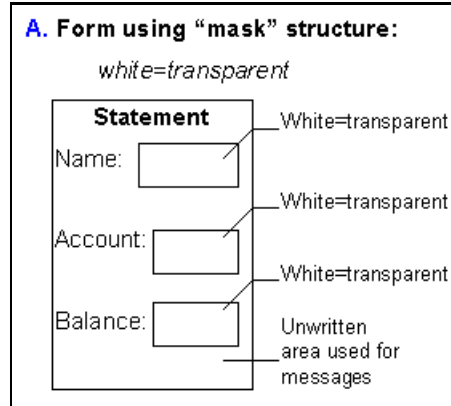 A. Form using “mask” structure:
white=transparent
Statement
White=transparent
Name:
White=transparent
Account:
White=transparent
Balance:
Unwritten
area used for
messages